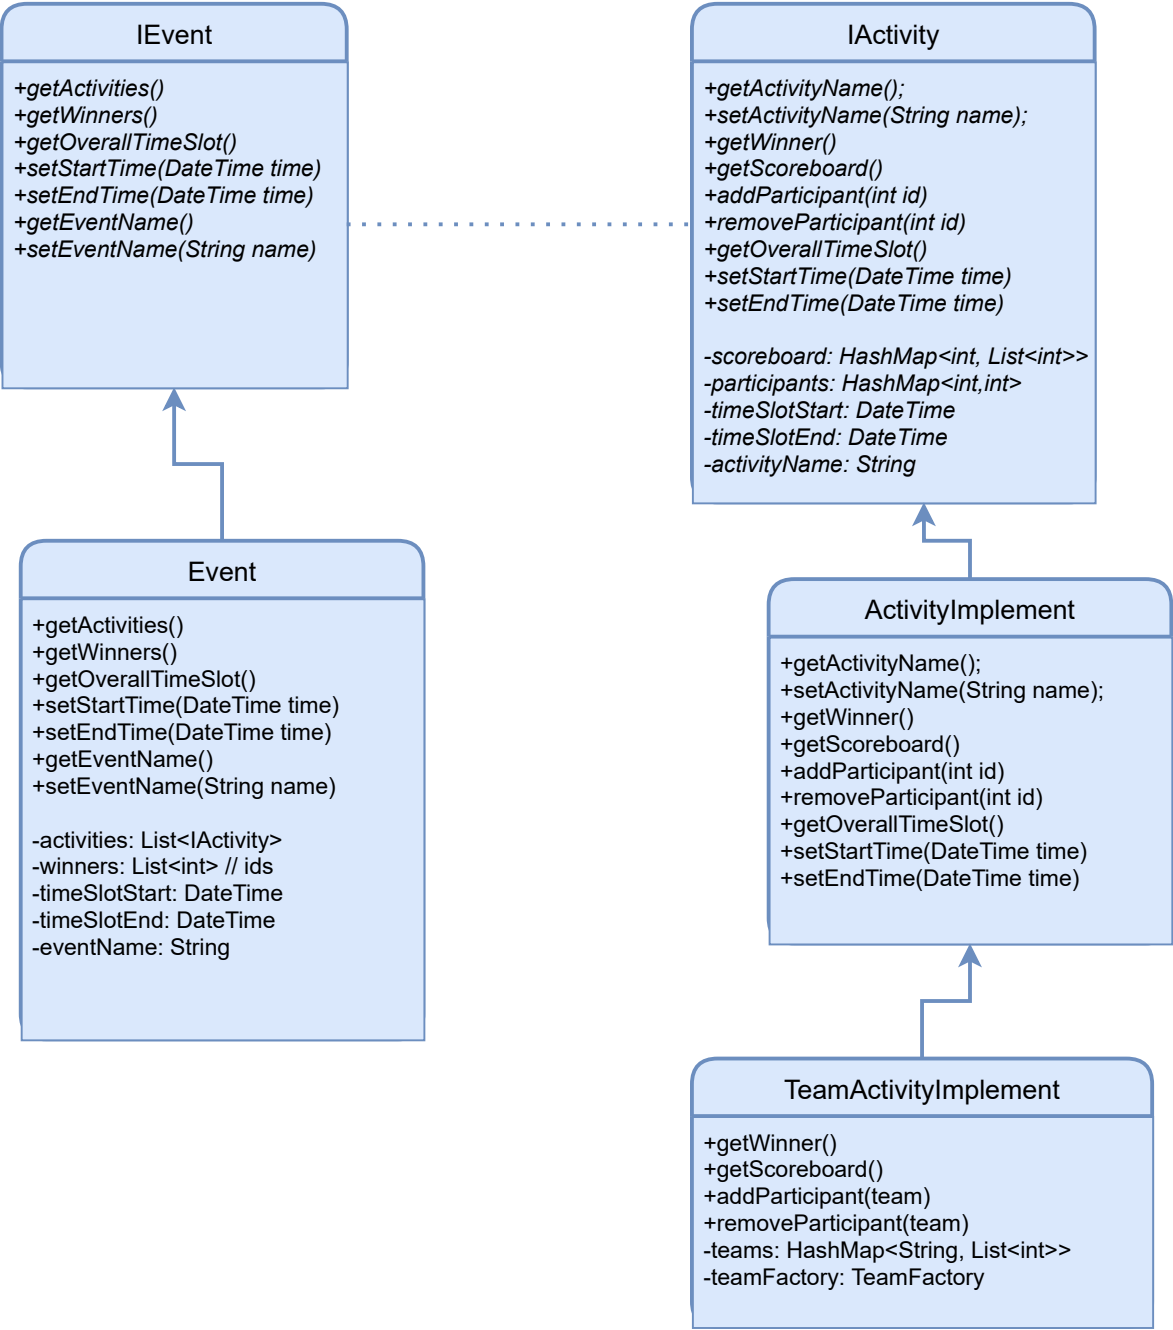 IEvent
+getActivities()
+getWinners()
+getOverallTimeSlot()
+setStartTime(DateTime time)
+setEndTime(DateTime time)
+getEventName()
+setEventName(String name)
IActivity
+getActivityName();
+setActivityName(String name);
+getWinner()
+getScoreboard()
+addParticipant(int id)
+removeParticipant(int id)
+getOverallTimeSlot()
+setStartTime(DateTime time)
+setEndTime(DateTime time)
-scoreboard: HashMap<int, List<int>>
-participants: HashMap<int,int>
-timeSlotStart: DateTime
-timeSlotEnd: DateTime
-activityName: String
Event
+getActivities()
+getWinners()
+getOverallTimeSlot()
+setStartTime(DateTime time)
+setEndTime(DateTime time)
+getEventName()
+setEventName(String name)
-activities: List<IActivity>
-winners: List<int> // ids
-timeSlotStart: DateTime
-timeSlotEnd: DateTime
-eventName: String
ActivityImplement
+getActivityName();
+setActivityName(String name);
+getWinner()
+getScoreboard()
+addParticipant(int id)
+removeParticipant(int id)
+getOverallTimeSlot()
+setStartTime(DateTime time)
+setEndTime(DateTime time)
TeamActivityImplement
+getWinner()
+getScoreboard()
+addParticipant(team)
+removeParticipant(team)
-teams: HashMap<String, List<int>>
-teamFactory: TeamFactory